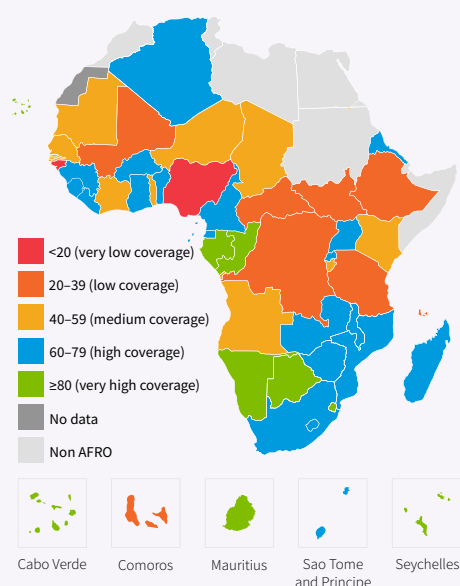 <20 (very low coverage)
20–39 (low coverage)
40–59 (medium coverage)
60–79 (high coverage)
≥80 (very high coverage)
No data
Non AFRO
Cabo Verde
Comoros
Mauritius
Sao Tome
and Principe
Seychelles